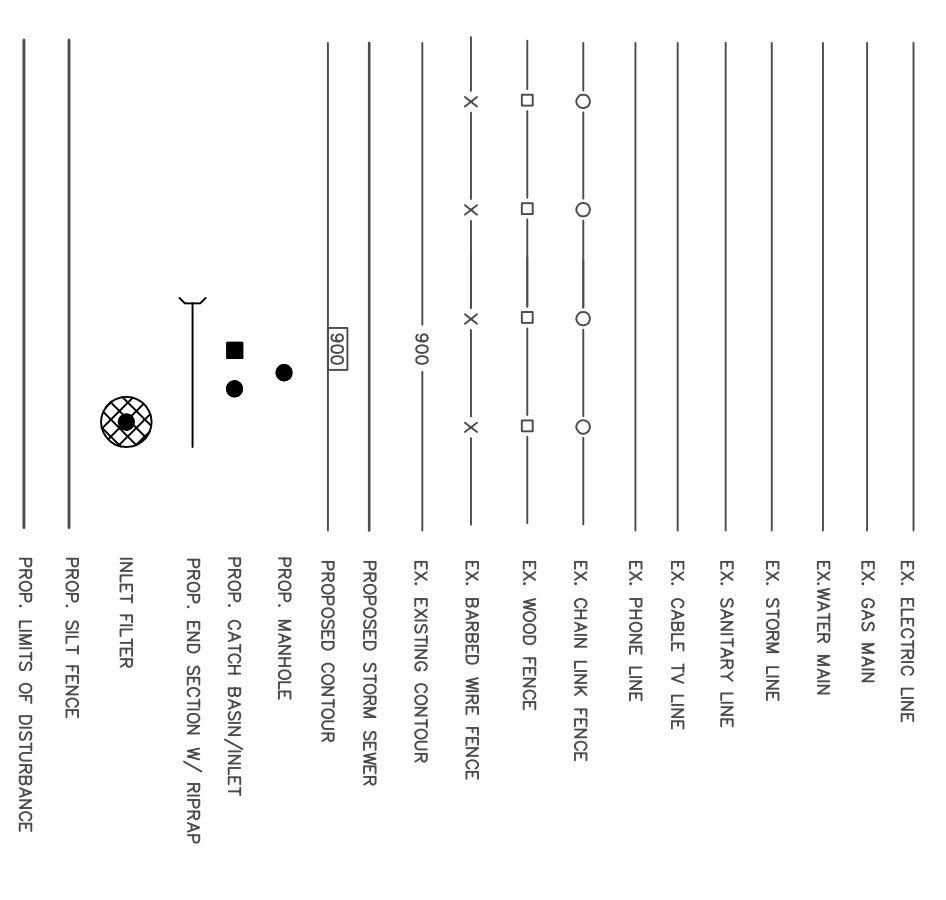 EX. ELECTRIC LINE
EX. GAS MAIN
EX.WATER MAIN
EX. STORM LINE
EX. SANITARY LINE
EX. CABLE TV LINE
EX. PHONE LINE
EX. CHAIN LINK FENCE
EX. WOOD FENCE
EX. BARBED WIRE FENCE
900 EX. EXISTING CONTOUR
PROPOSED STORM SEWER
900 PROPOSED CONTOUR
PROP. MANHOLE
PROP. CATCH BASIN/INLET
PROP. END SECTION W/ RIPRAP
INLET FILTER
PROP. SILT FENCE
PROP. LIMITS OF DISTURBANCE